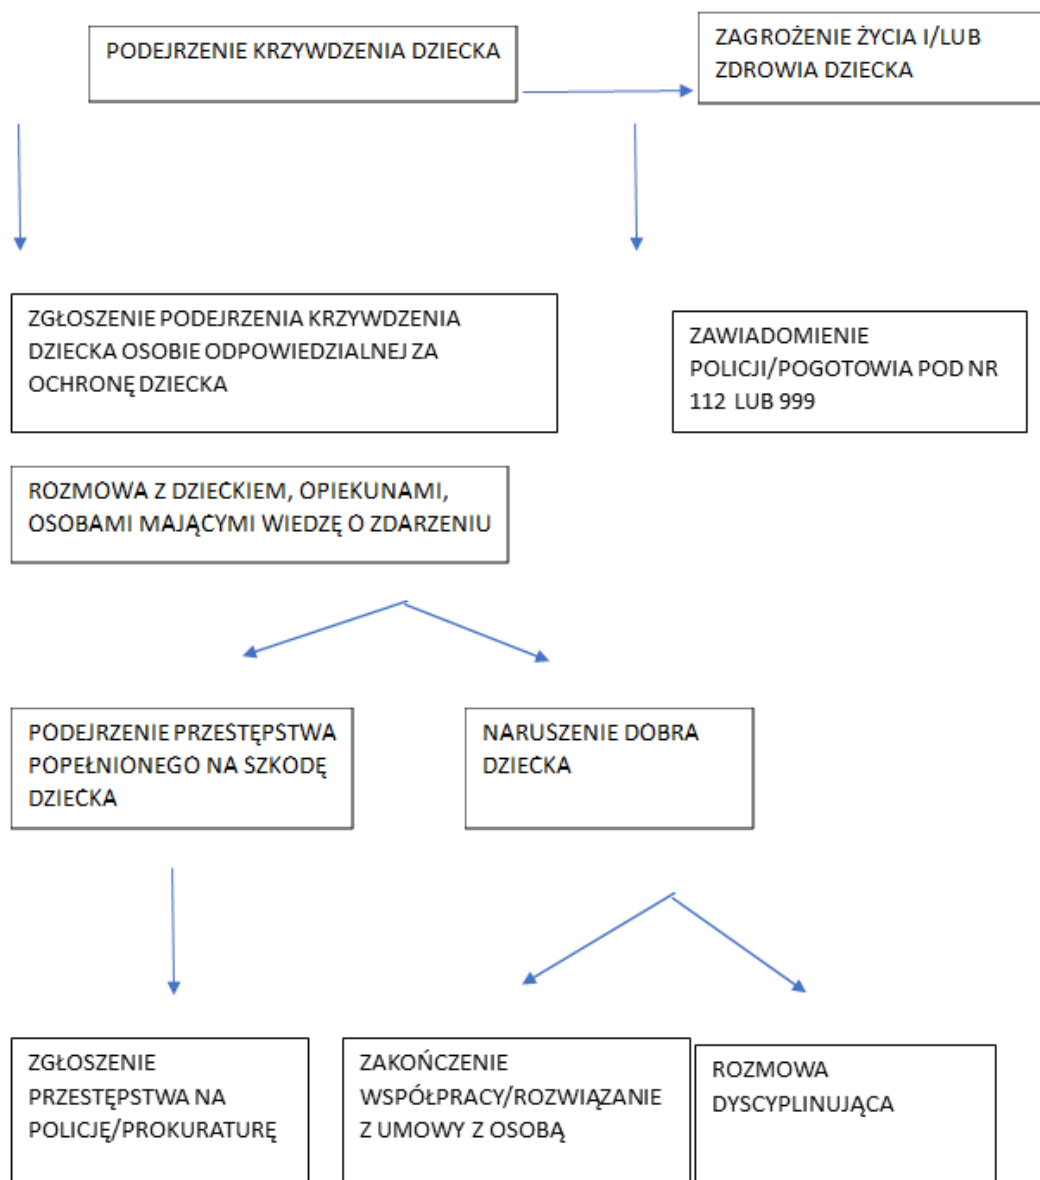 PODEJRZENIE KRZYWDZENIA DZIECKA
ZAGROŻENIE ŻYCIA I/LUB
ZDROWIA DZIECKA
ZGŁOSZENIE PODEJRZENIA KRZYWDZENIA
DZIECKA OSOBIE ODPOWIEDZIALNEJ ZA
OCHRONĘ DZIECKA
ZAWIADOMIENIE
POLICJI/POGOTOWIA POD NR
112 LUB 999
ROZMOWA Z DZIECKIEM, OPIEKUNAMI,
OSOBAMI MAJĄCYMI WIEDZĘ O ZDARZENIU
PODEJRZENIE PRZESTĘPSTWA
POPEŁNIONEGO NA SZKODĘ
DZIECKA
NARUSZENIE DOBRA
DZIECKA
ZGŁOSZENIE
PRZESTĘPSTWA NA
POLICJĘ/PROKURATURĘ
ZAKOŃCZENIE
WSPÓŁPRACY/ROZWIĄZANIE
Z UMOWY Z OSOBĄ
ROZMOWA
DYSCYPLINUJĄCA